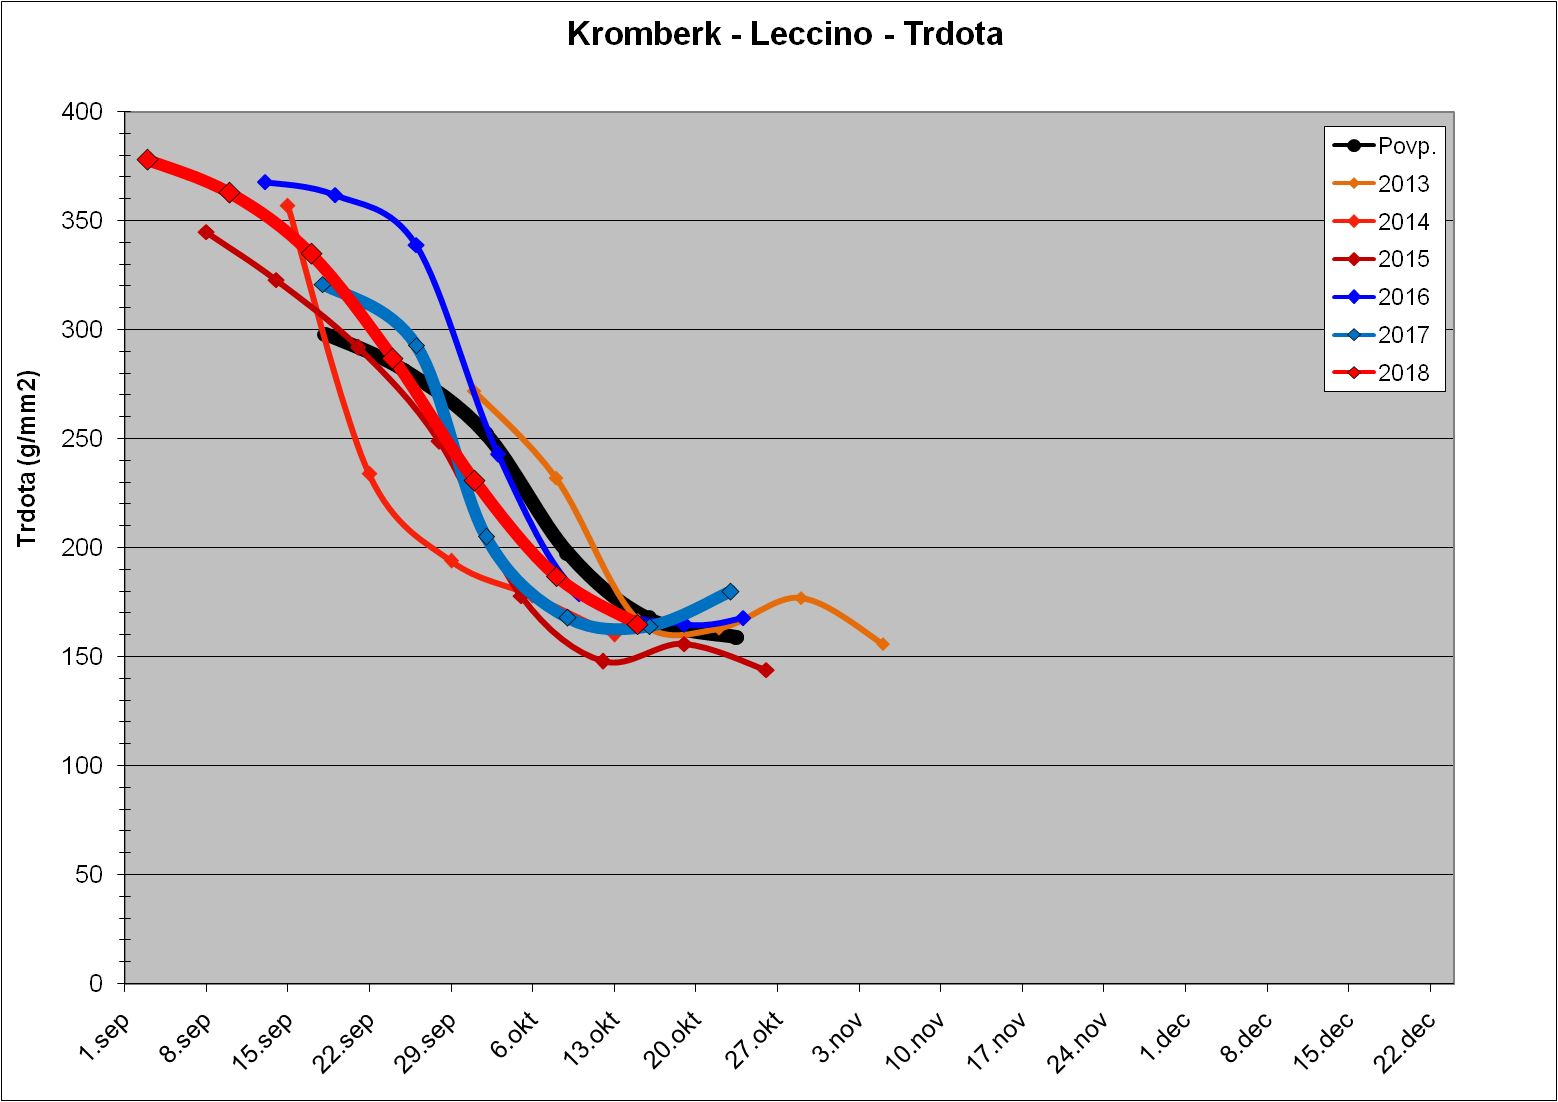 Kromberk - Leccino - Trdota
Trdota (g/mm2)
400
350
300
250
200
150
100
50
0
Povp.
2013
2014
2015
2016
2017
2018
1.sep
8.sep
15.sep
22.sep
29.sep
6.okt
13.okt
20.okt
27.okt
3.nov
10.nov
17.nov
24.nov
1.dec
8.dec
15.dec
22.dec